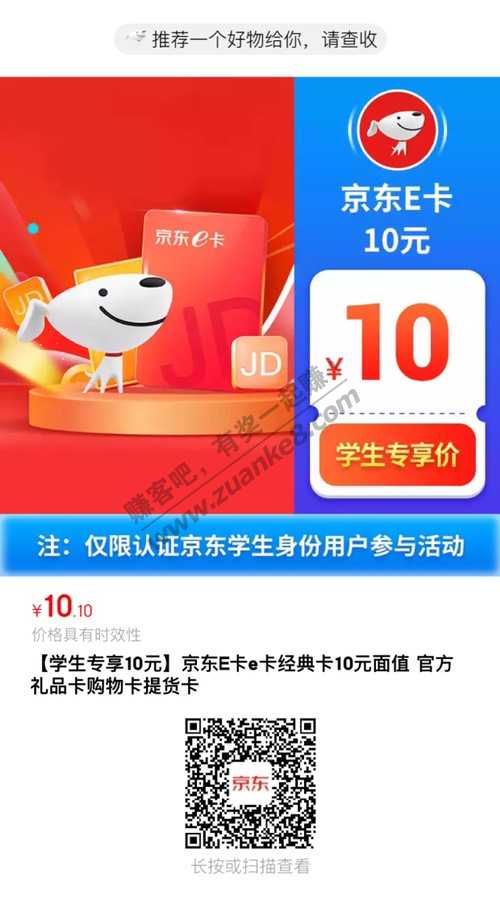 推荐一个好物给你，请查收
京东e卡
JD
JD
JD
京东E卡
10元
¥10
学生专享价
赚客吧，有奖一起赚！
www.zuanke8.com
注：仅限认证京东学生身份用户参与活动
¥10.10
价格具有时效性
【学生专享10元】京东E卡e卡经典卡10元面值 官方
礼品卡购物卡提货卡
京东
长按或扫描查看